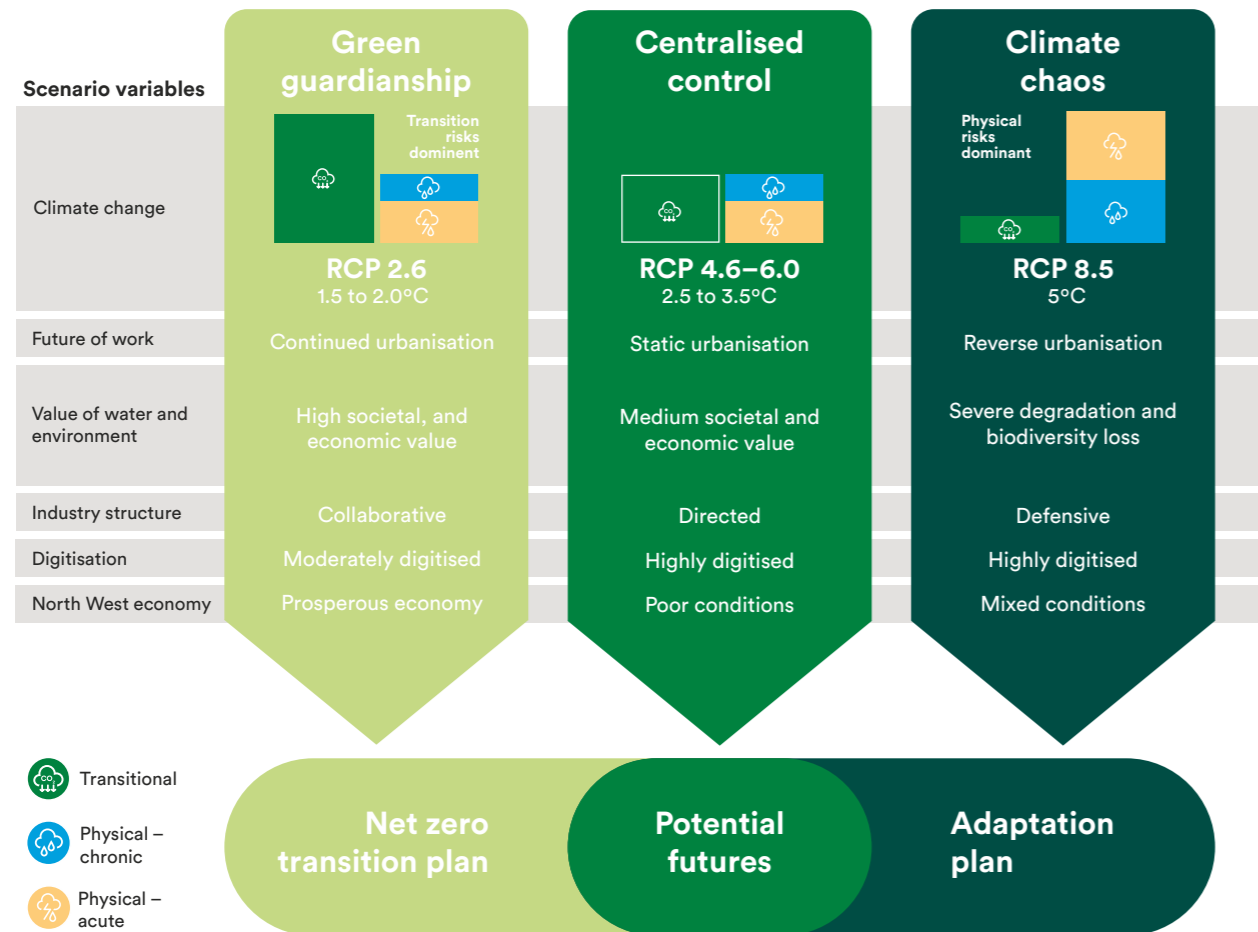 Green
guardianship
Centralised
control
Climate
chaos
Scenario variables
Climate change
Transition
risks
dominent
CO2
RCP 2.6
1.5 to 2.0°C
CO2
RCP 4.6–6.0
2.5 to 3.5°C
Physical
risks
dominant
CO2
RCP 8.5
5°C
Future of work
Continued urbanisation
Static urbanisation
Reverse urbanisation
Value of water and
environment
High societal, and
economic value
Medium societal and
economic value
Severe degradation and
biodiversity loss
Industry structure
Collaborative
Directed
Defensive
Digitisation
Moderately digitised
Highly digitised
Highly digitised
North West economy
Prosperous economy
Poor conditions
Mixed conditions
CO2
Transitional
Physical –
chronic
Physical –
acute
Net zero
transition plan
Potential
futures
Adaptation
plan